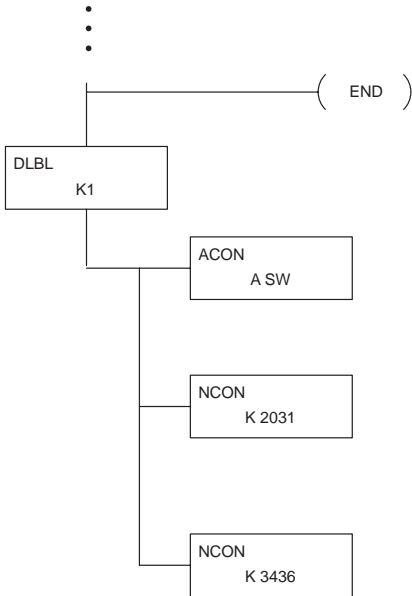 END
DLBL
K1
ACON
A SW
NCON
K 2031
NCON
K 3436